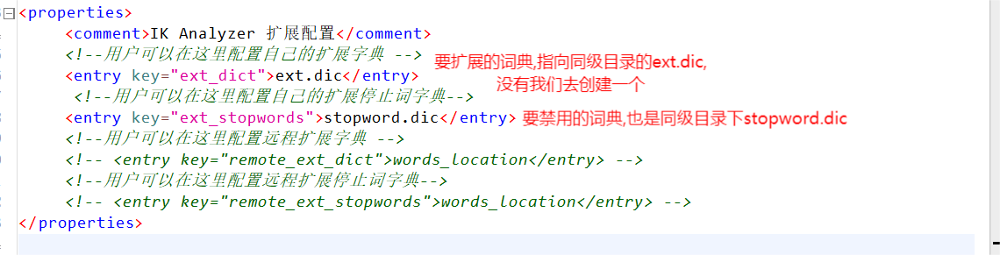 <properties>
<comment>IK Analyzer 扩展配置</comment>
<!--用户可以在这里配置自己的扩展字典 -->
要扩展的词典,指向同级目录的ext.dic,
<entry key="ext_dict">ext.dic</entry>
没有我们去创建一个
<!--用户可以在这里配置自己的扩展停止词字典-->
<entry key="ext_stopwords">stopword.dic</entry> 要禁用的词典,也是同级目录下stopword.dic
<!--用户可以在这里配置远程扩展字典 -->
<!-- <entry key="remote_ext_dict">words_location</entry> -->
<!--用户可以在这里配置远程扩展停止词字典-->
<!-- <entry key="remote_ext_stopwords">words_location</entry> -->
</properties>